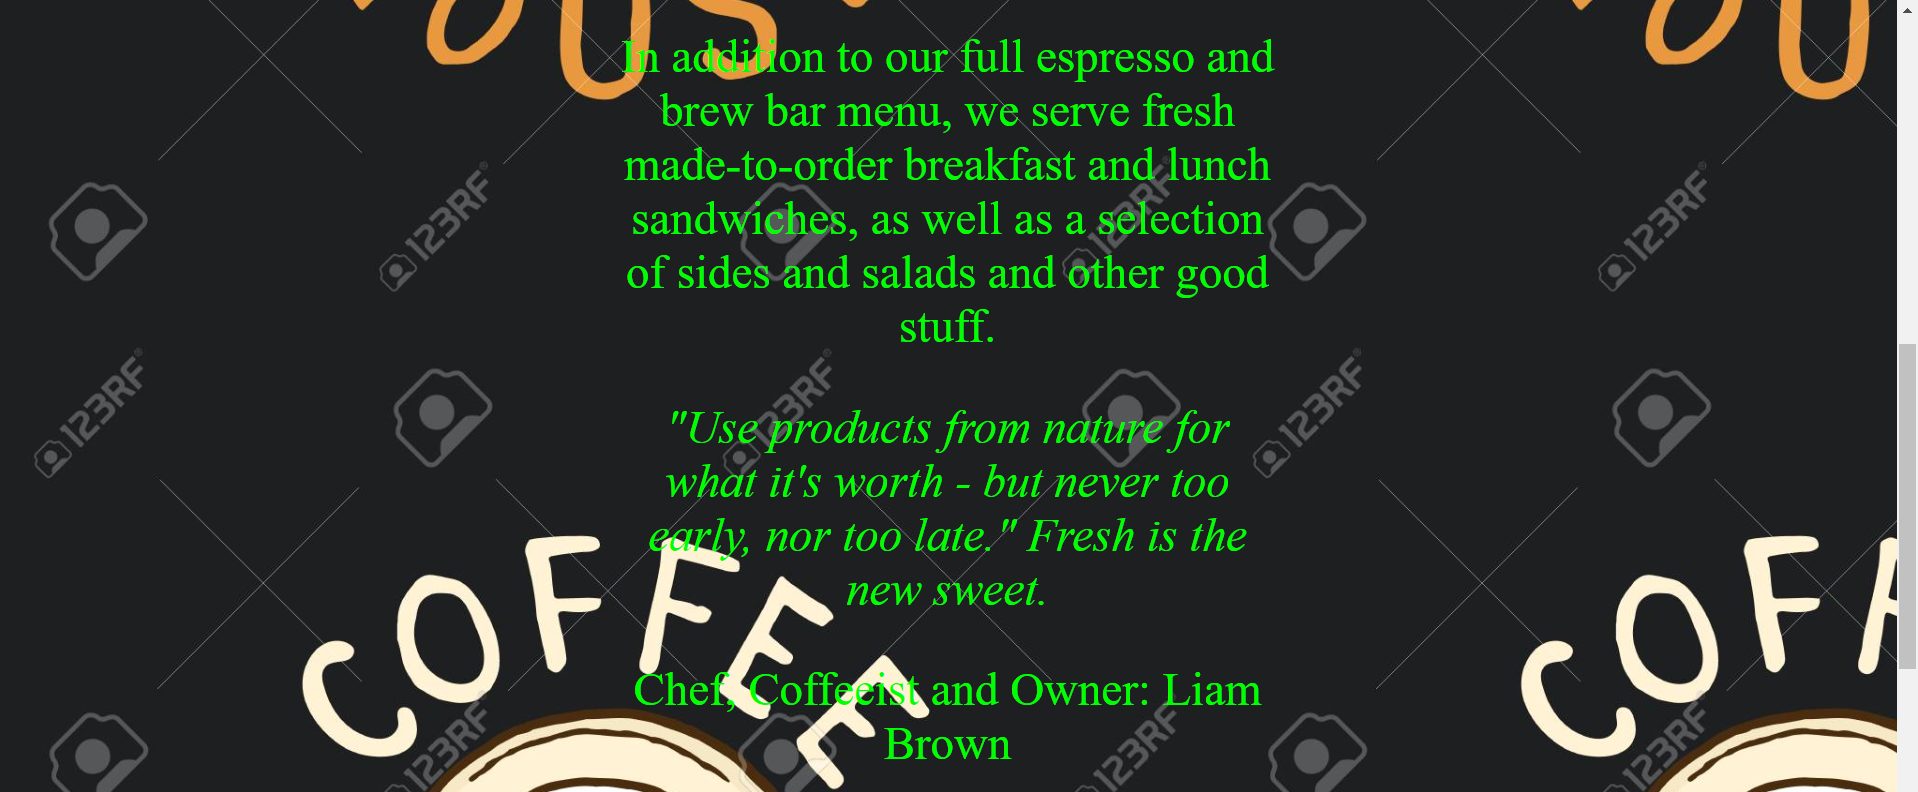 In addition to our full espresso and
brew bar menu, we serve fresh
made-to-order breakfast and lunch
sandwiches, as well as a selection
of sides and salads and other good
stuff.
"Use products from nature for
what it's worth - but never too
early, nor too late." Fresh is the
new sweet.
Chef, Coffeeist and Owner: Liam
Brown
COFFEE
COFF
123RF
123RF
123RF
123RF
123RF
123RF
123RF
123RF
123RF